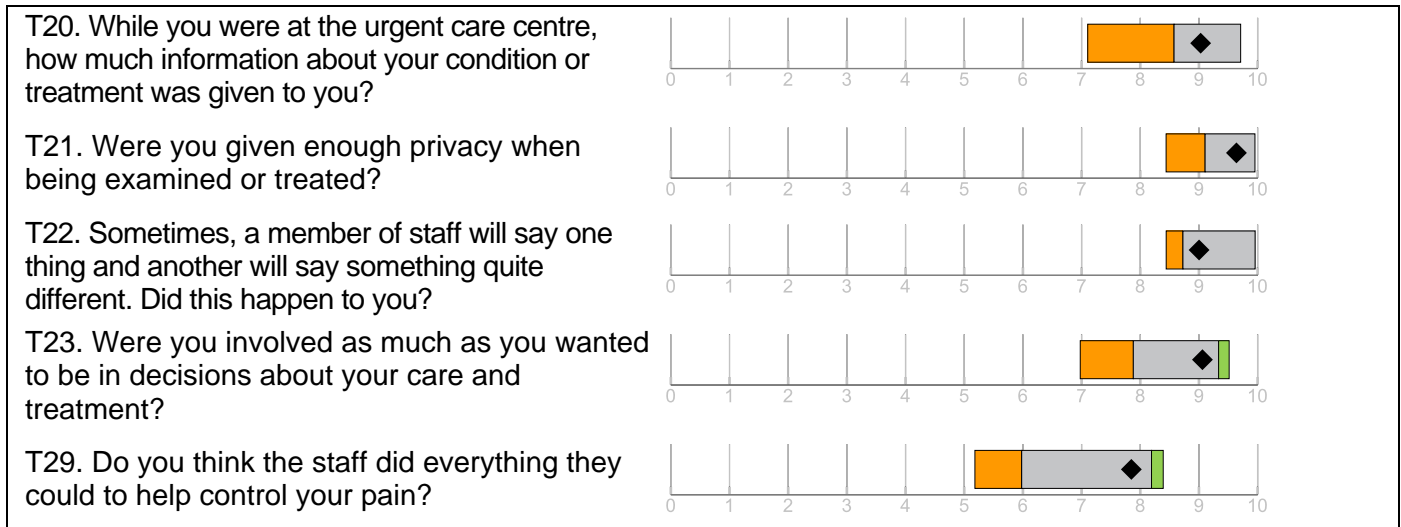 T20. While you were at the urgent care centre,
how much information about your condition or
treatment was given to you?
0 1 2 3 4 5 6 7 8 9 10
T21. Were you given enough privacy when
being examined or treated?
0 1 2 3 4 5 6 7 8 9 10
T22. Sometimes, a member of staff will say one
thing and another will say something quite
different. Did this happen to you?
0 1 2 3 4 5 6 7 8 9 10
T23. Were you involved as much as you wanted
to be in decisions about your care and
treatment?
0 1 2 3 4 5 6 7 8 9 10
T29. Do you think the staff did everything they
could to help control your pain?
0 1 2 3 4 5 6 7 8 9 10